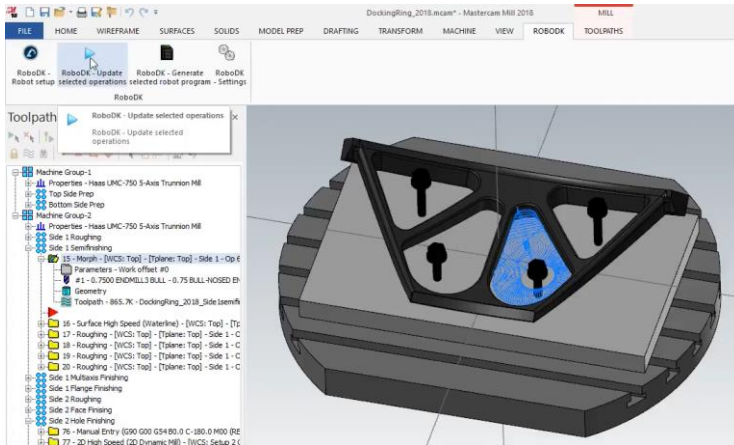 DockingRing_2018.mcam* - Mastercam Mill 2018
MILL
FILE HOME WIREFRAME SURFACES SOLIDS MODEL PREP DRAFTING TRANSFORM MACHINE VIEW ROBODK TOOLPATHS
RoboDK - RoboDK - Update RoboDK - Generate RoboDK
Robot setup selected operations selected robot program - Settings
RoboDK
Toolpath
RoboDK - Update selected operations
RoboDK - Update selected
operations
Machine Group-1
Properties - Haas UMC-750 5-Axis Trunnion Mill
Top Side Prep
Bottom Side Prep
Machine Group-2
Properties - Haas UMC-750 5-Axis Trunnion Mill
Side 1 Roughing
Side 1 Semifinishing
15 - Morph - [WCS: Top] - [Tplane: Top] - Side 1 - Op 6
Parameters - Work offset #0
#1 - 0.7500 ENDMILL3 BULL - 0.75 BULL-NOSED EN
Geometry
Toolpath - 865.7K - DockingRing_2018_Side1semifi
16 - Surface High Speed (Waterline) - [WCS: Top] - [Tp
17 - Roughing - [WCS: Top] - [Tplane: Top] - Side 1 - O
18 - Roughing - [WCS: Top] - [Tplane: Top] - Side 1 - O
19 - Roughing - [WCS: Top] - [Tplane: Top] - Side 1 - O
20 - Roughing - [WCS: Top] - [Tplane: Top] - Side 1 - C
Side 1 Multiaxis Finishing
Side 1 Flange Finishing
Side 2 Roughing
Side 2 Face Finising
Side 2 Hole Finishing
76 - Manual Entry (G90 G00 G54 B0.0 C-180.0 M00 (RE
77 - 2D High Speed (2D Dynamic Mill) - [WCS: Setup 2 (